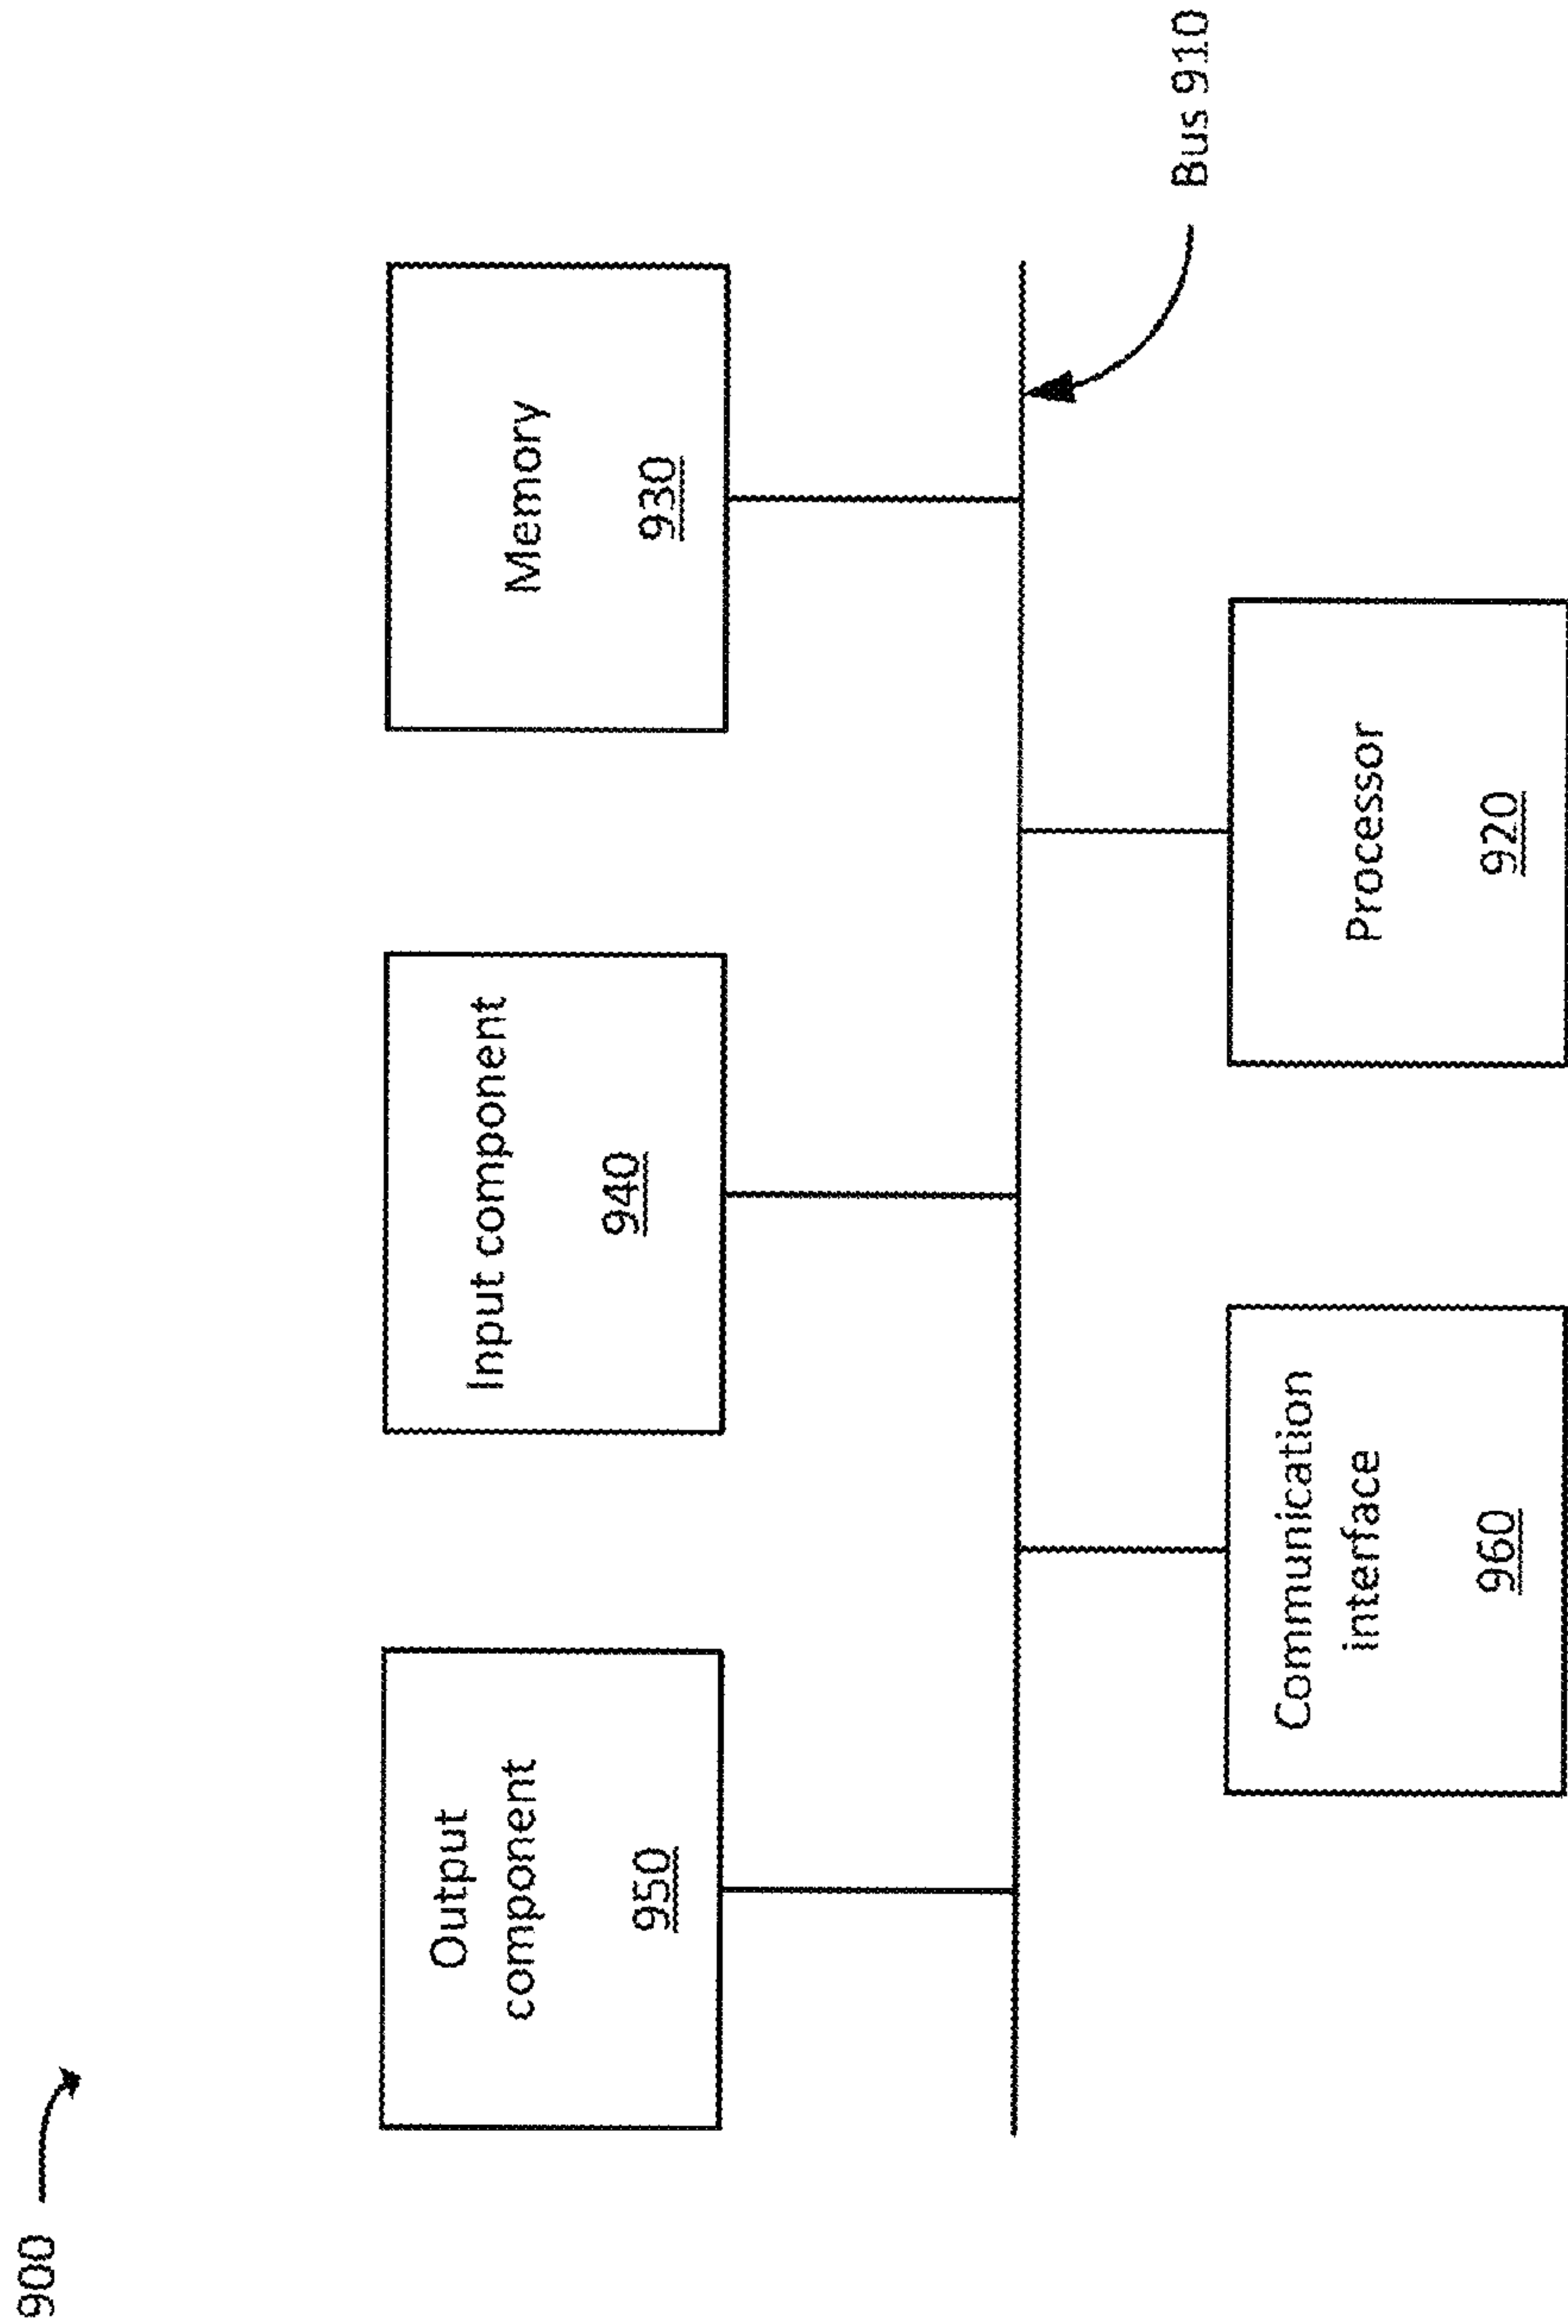 900
Output
component
950
Input component
940
Memory
930
Communication
interface
960
Processor
920
Bus 910